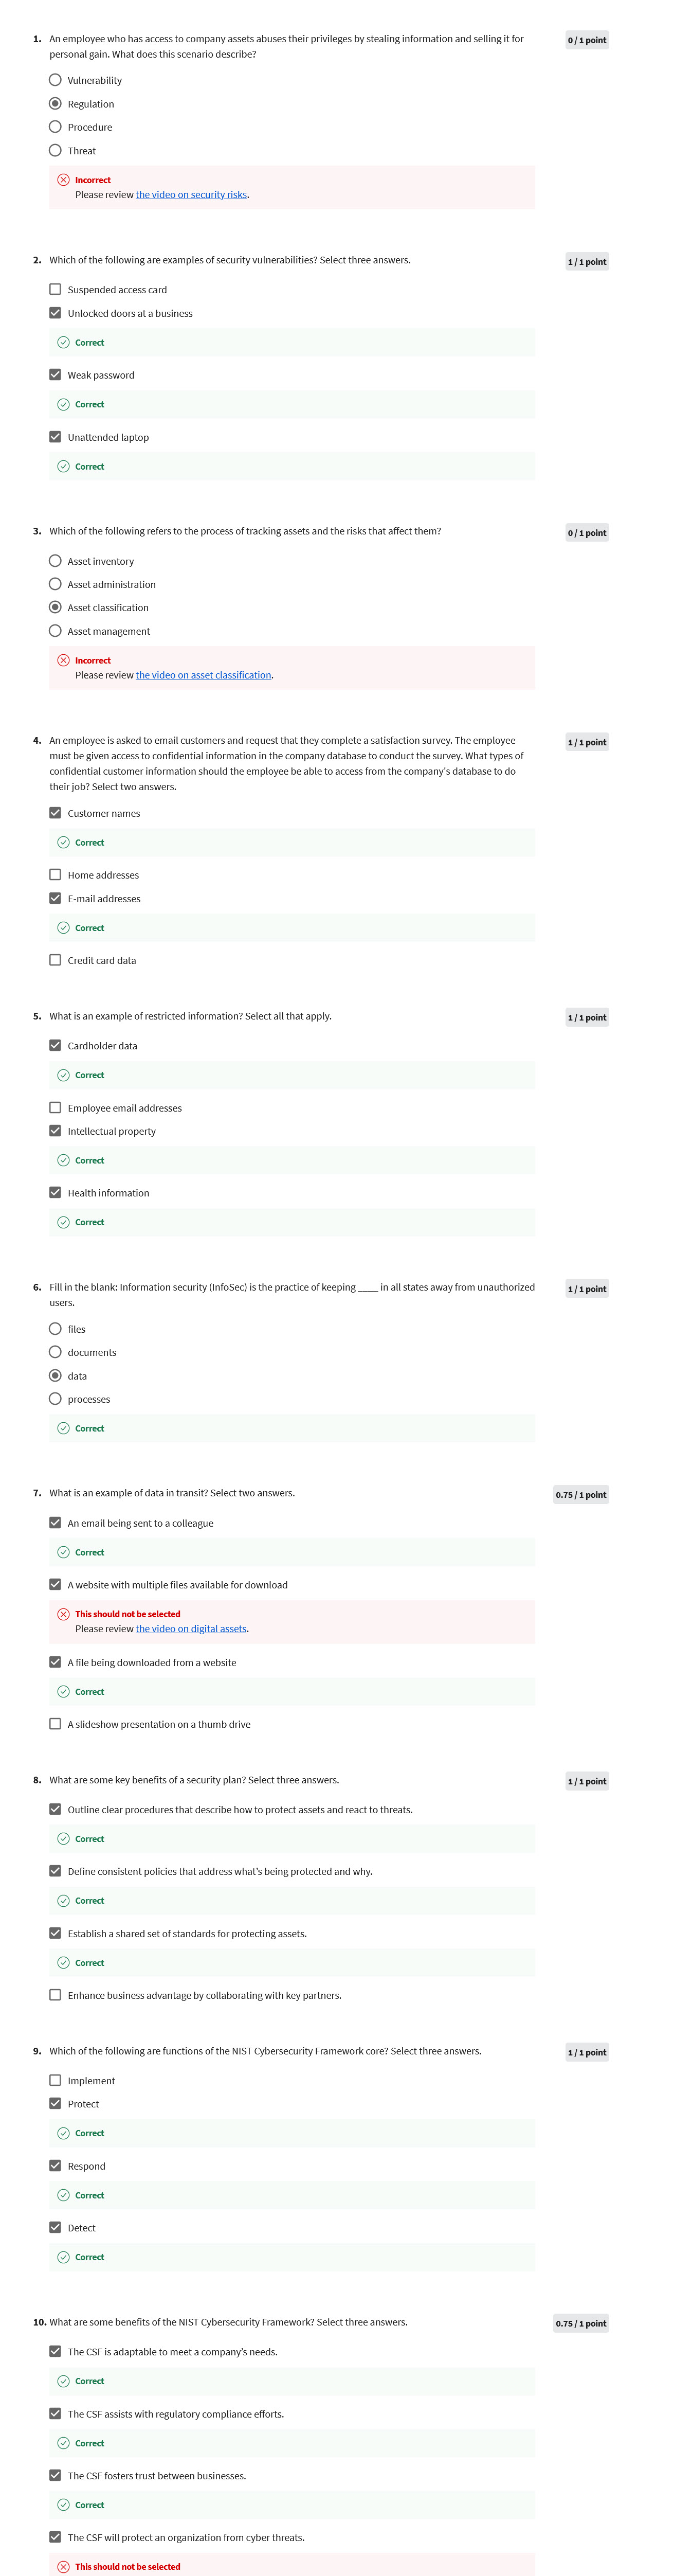 1. An employee who has access to company assets abuses their privileges by stealing information and selling it for
0 / 1 point
personal gain. What does this scenario describe?
Vulnerability
Regulation
Procedure
Threat
Incorrect
Please review the video on security risks.
2. Which of the following are examples of security vulnerabilities? Select three answers.
1 / 1 point
Suspended access card
Unlocked doors at a business
Correct
Weak password
Correct
Unattended laptop
Correct
3. Which of the following refers to the process of tracking assets and the risks that affect them?
0 / 1 point
Asset inventory
Asset administration
Asset classification
Asset management
Incorrect
Please review the video on asset classification.
4. An employee is asked to email customers and request that they complete a satisfaction survey. The employee
1 / 1 point
must be given access to confidential information in the company database to conduct the survey. What types of
confidential customer information should the employee be able to access from the company's database to do
their job? Select two answers.
Customer names
Correct
Home addresses
E-mail addresses
Correct
Credit card data
5. What is an example of restricted information? Select all that apply.
1 / 1 point
Cardholder data
Correct
Employee email addresses
Intellectual property
Correct
Health information
Correct
6. Fill in the blank: Information security (InfoSec) is the practice of keeping ____ in all states away from unauthorized
1 / 1 point
users.
files
documents
data
processes
Correct
7. What is an example of data in transit? Select two answers.
0.75 / 1 point
An email being sent to a colleague
Correct
A website with multiple files available for download
This should not be selected
Please review the video on digital assets.
A file being downloaded from a website
Correct
A slideshow presentation on a thumb drive
8. What are some key benefits of a security plan? Select three answers.
1 / 1 point
Outline clear procedures that describe how to protect assets and react to threats.
Correct
Define consistent policies that address what's being protected and why.
Correct
Establish a shared set of standards for protecting assets.
Correct
Enhance business advantage by collaborating with key partners.
9. Which of the following are functions of the NIST Cybersecurity Framework core? Select three answers.
1 / 1 point
Implement
Protect
Correct
Respond
Correct
Detect
Correct
10. What are some benefits of the NIST Cybersecurity Framework? Select three answers.
0.75 / 1 point
The CSF is adaptable to meet a company's needs.
Correct
The CSF assists with regulatory compliance efforts.
Correct
The CSF fosters trust between businesses.
Correct
The CSF will protect an organization from cyber threats.
This should not be selected